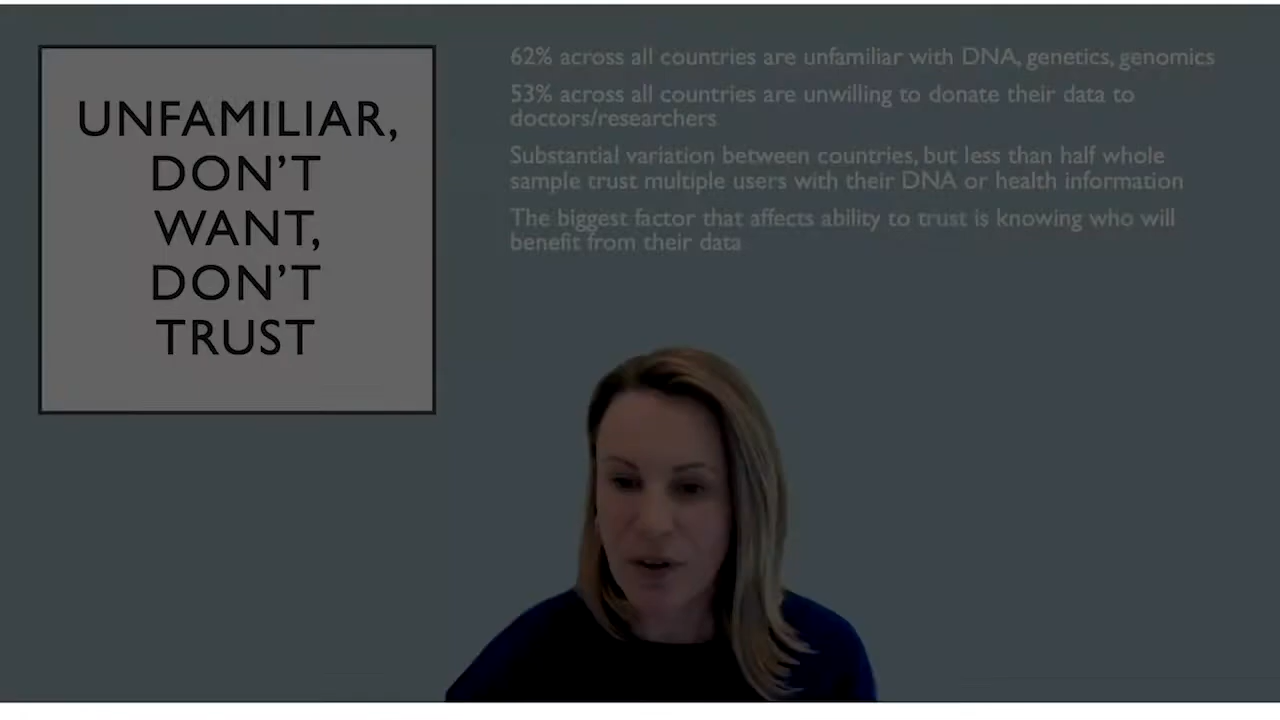 UNFAMILIAR,
DON'T
WANT,
DON'T
TRUST
62% across all countries are unfamiliar with DNA, genetics, genomics
53% across all countries are unwilling to donate their data to
doctors/researchers
Substantial variation between countries, but less than half whole
sample trust multiple users with their DNA or health information
The biggest factor that affects ability to trust is knowing who will
benefit from their data